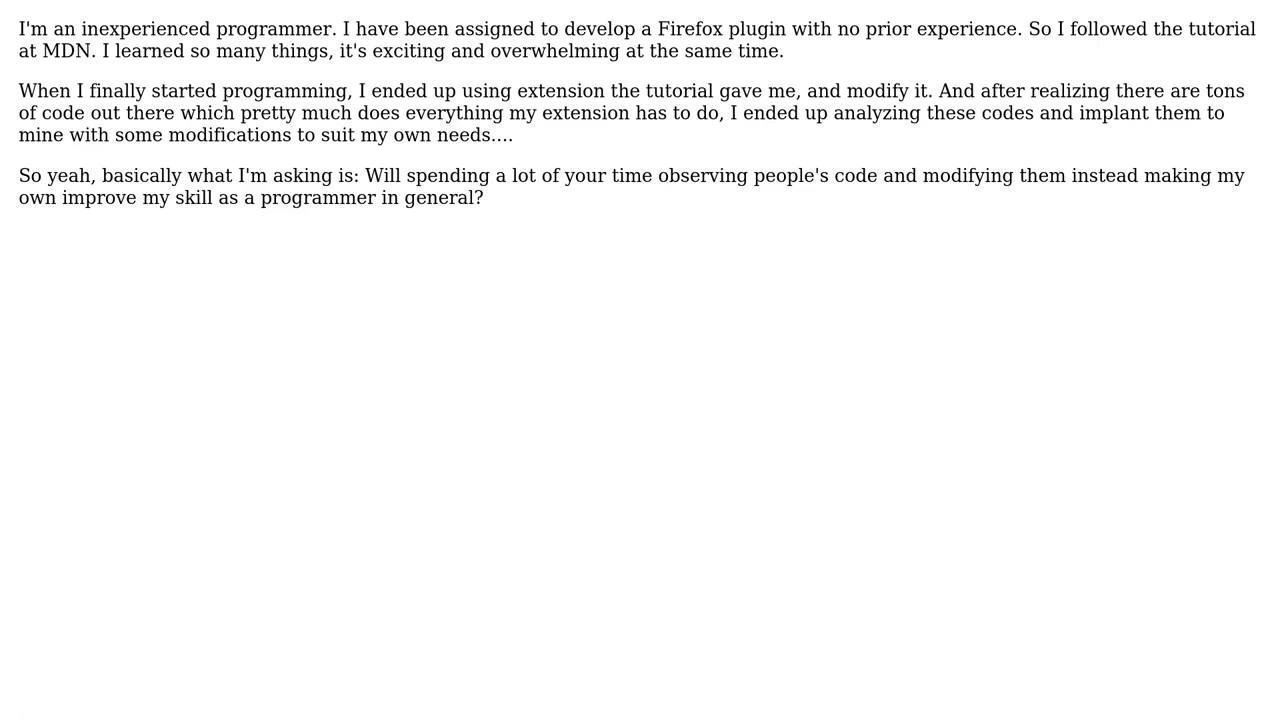 I'm an inexperienced programmer. I have been assigned to develop a Firefox plugin with no prior experience. So I followed the tutorial
at MDN. I learned so many things, it's exciting and overwhelming at the same time.
When I finally started programming, I ended up using extension the tutorial gave me, and modify it. And after realizing there are tons
of code out there which pretty much does everything my extension has to do, I ended up analyzing these codes and implant them to
mine with some modifications to suit my own needs....
So yeah, basically what I'm asking is: Will spending a lot of your time observing people's code and modifying them instead making my
own improve my skill as a programmer in general?